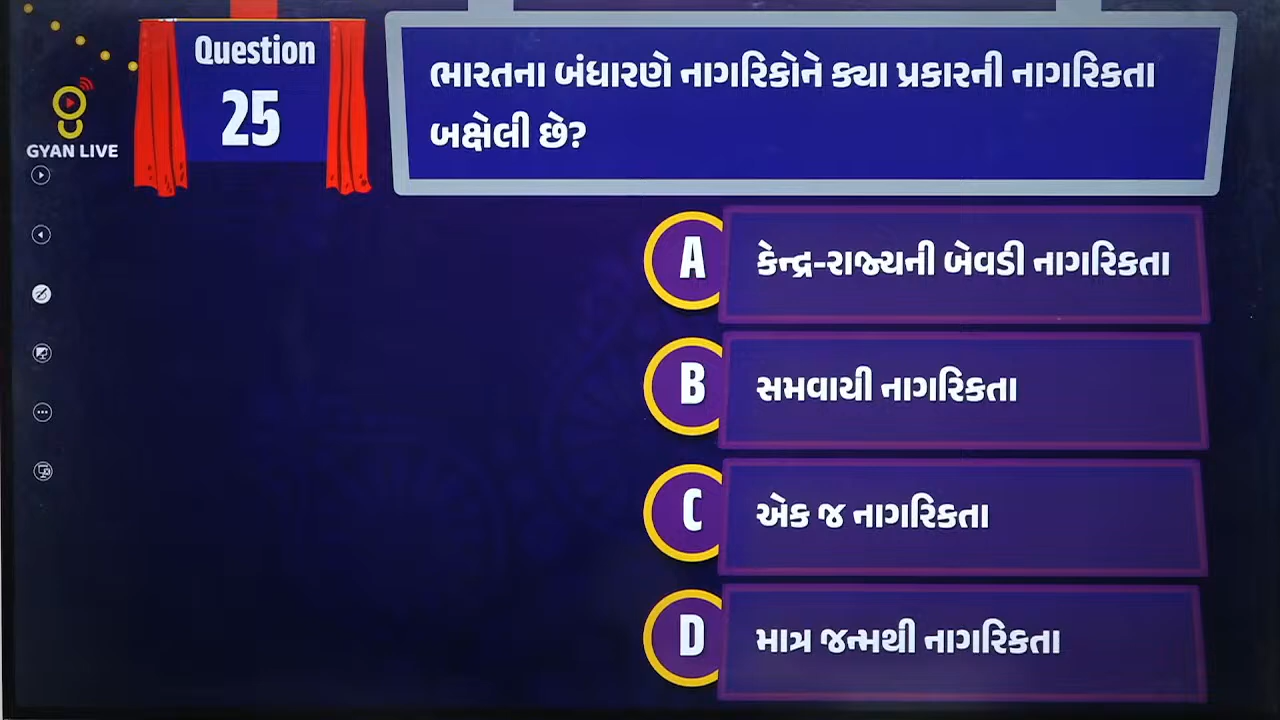 Question
25
GYAN LIVE
ભારતના બંધારણે નાગરિકોને ક્યા પ્રકારની નાગરિકતા
બક્ષેલી છે?
A
કેન્દ્ર-રાજ્યની બેવડી નાગરિકતા
B
સમવાયી નાગરિકતા
C
એક જ નાગરિકતા
D
માત્ર જન્મથી નાગરિકતા